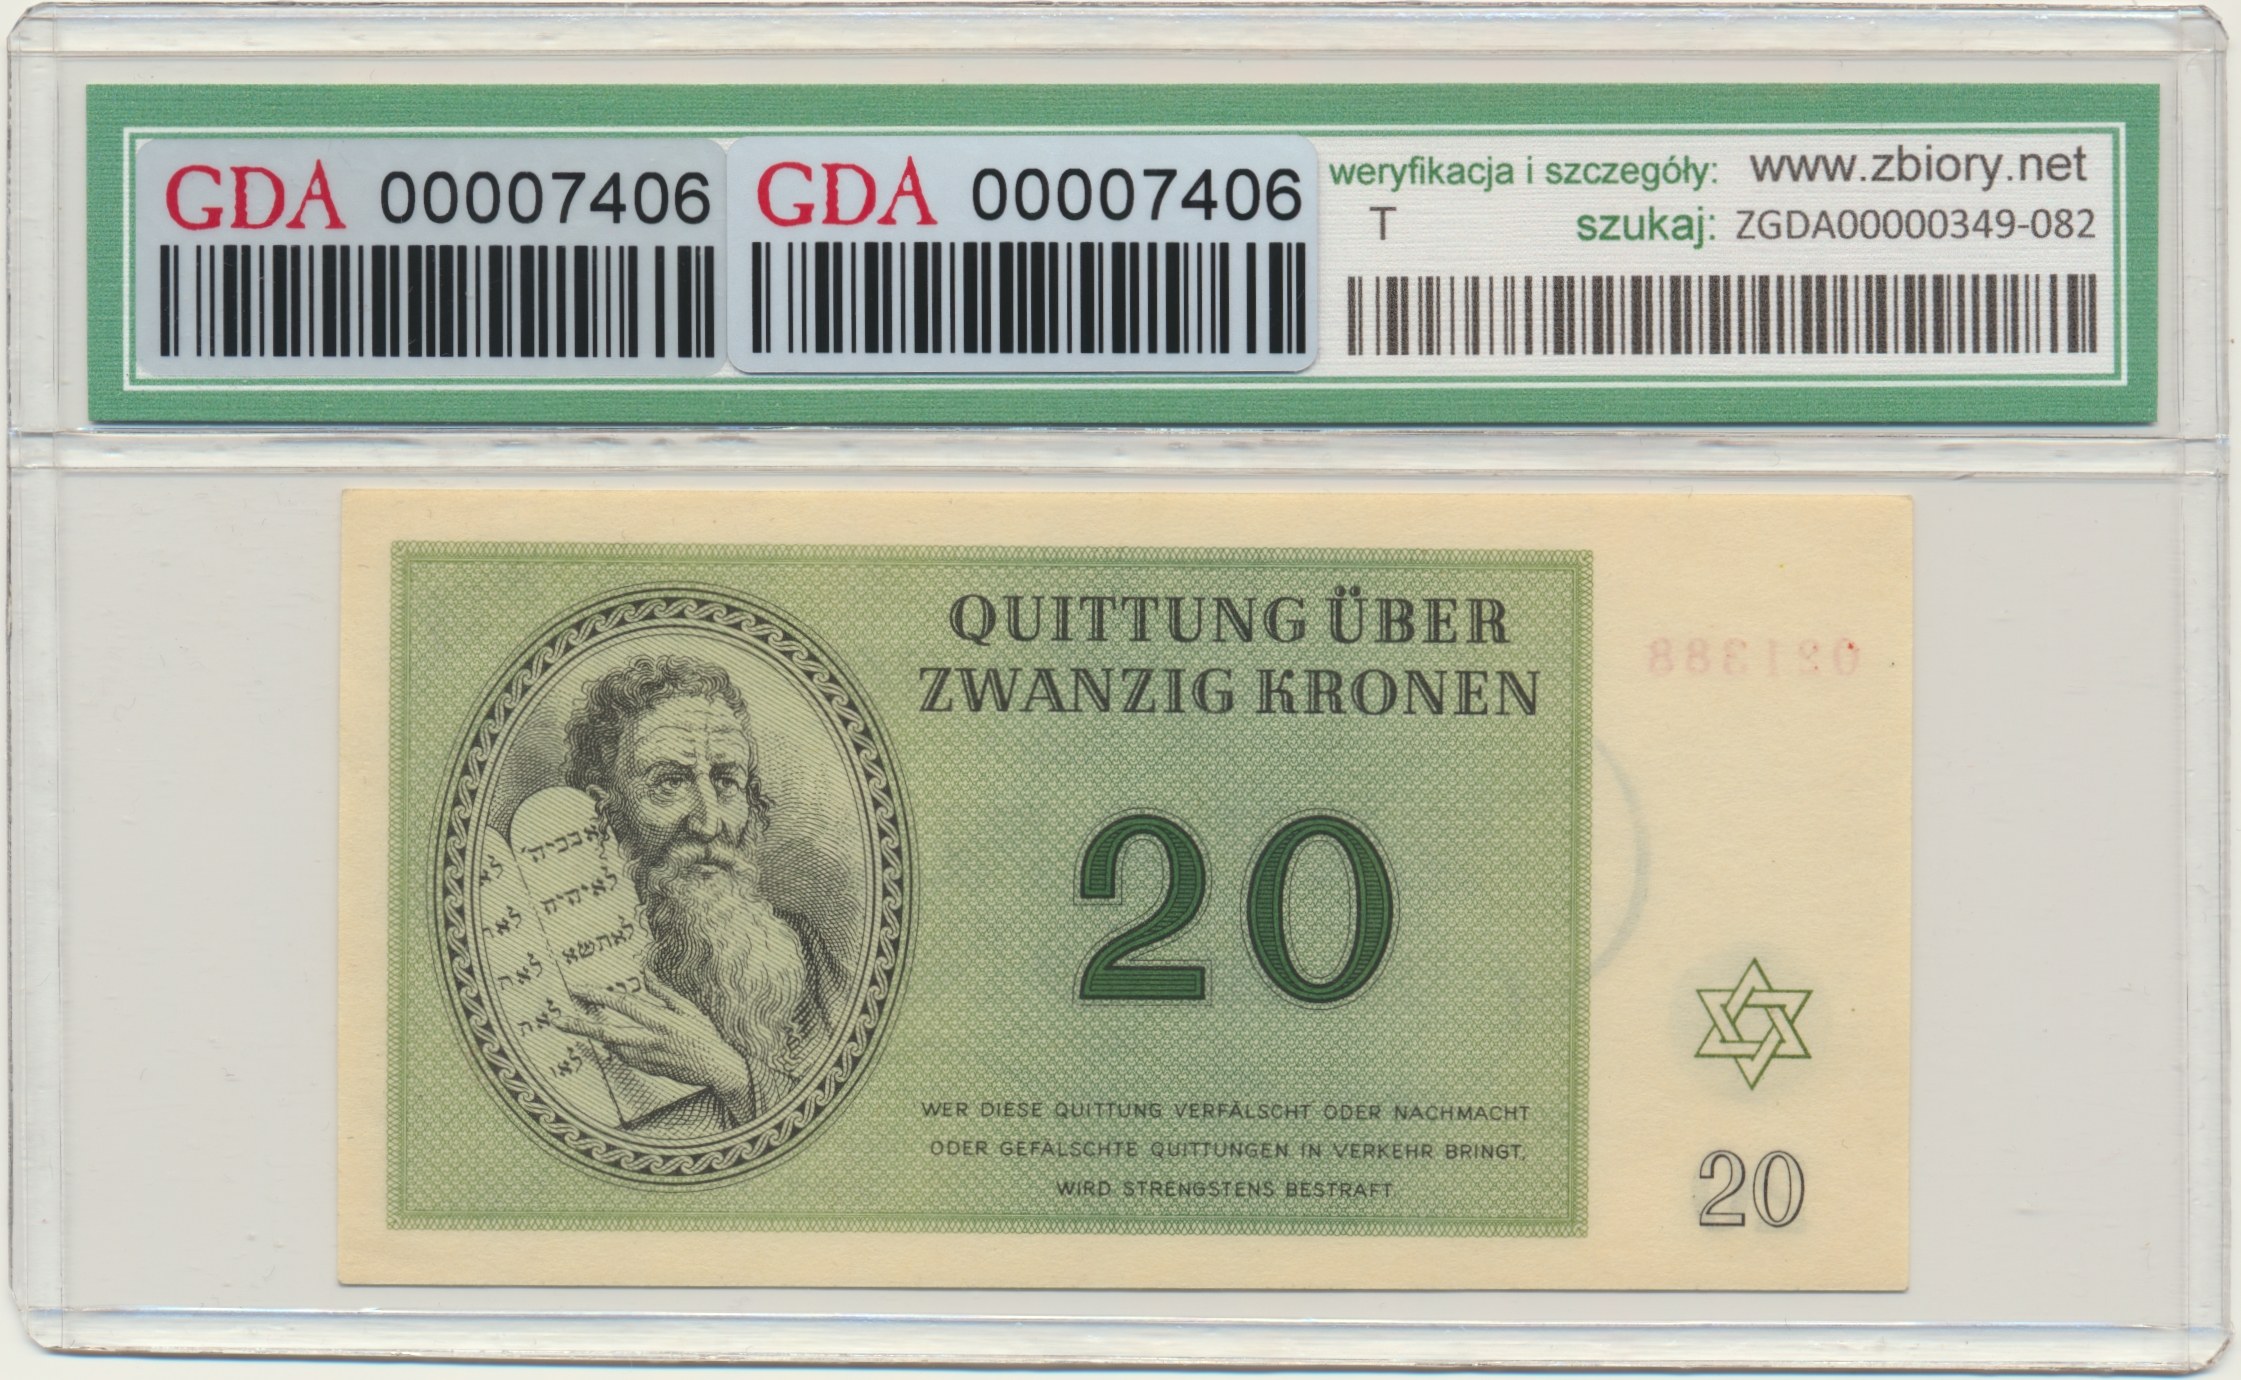 GDA 00007406
GDA 00007406
weryfikacja i szczegóły: www.zbiory.net
T szukaj: ZGDA00000349-082
QUITTUNG ÜBER
ZWANZIG KRONEN
021388
20
WER DIESE QUITTUNG VERFÄLSCHT ODER NACHMACHT
ODER GEFÄLSCHTE QUITTUNGEN IN VERKEHR BRINGT,
WIRD STRENGSTENS BESTRAFT
20